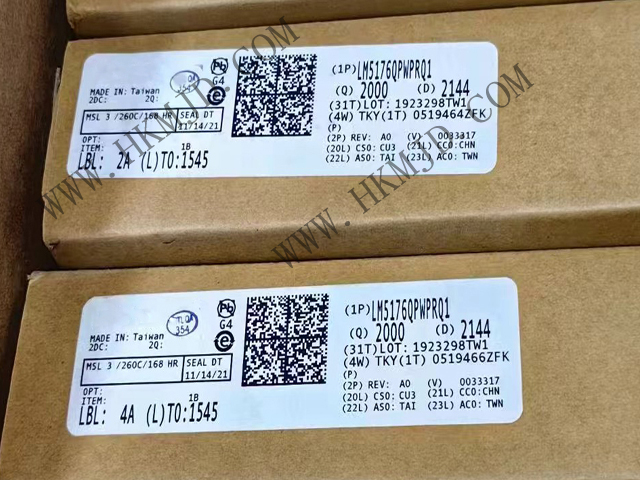 MADE IN: Taiwan
2DC: 2Q:
G4
MSL 3 /260C/168 HR SEAL DT
11/14/21
OPT:
ITEM: 1B
LBL: 2A (L)TO:1545
(1P) LM5176QPWPRQ1
(Q) 2000 (D) 2144
(31T)LOT: 1923298TW1
(4W) TKY(1T) 0519464ZFK
(P)
(2P) REV: A0 (V) 0033317
(20L) CSO: CU3 (21L) CCO:CHN
(22L) ASO: TAI (23L) ACO: TWN
WWW.HKMJD.COM
WWW.HKMJD.COM
MADE IN: Taiwan
2DC: 2Q:
TLQA
354
Pb
G4
e
MSL 3 /260C/168 HR SEAL DT
11/14/21
OPT:
ITEM: 1B
LBL: 4A (L)TO:1545
(1P) LM5176QPWPRQ1
(Q) 2000 (D) 2144
(31T)LOT: 1923298TW1
(4W) TKY(1T) 0519466ZFK
(P)
(2P) REV: A0 (V) 0033317
(20L) CSO: CU3 (21L) CCO:CHN
(22L) ASO: TAI (23L) ACO: TWN